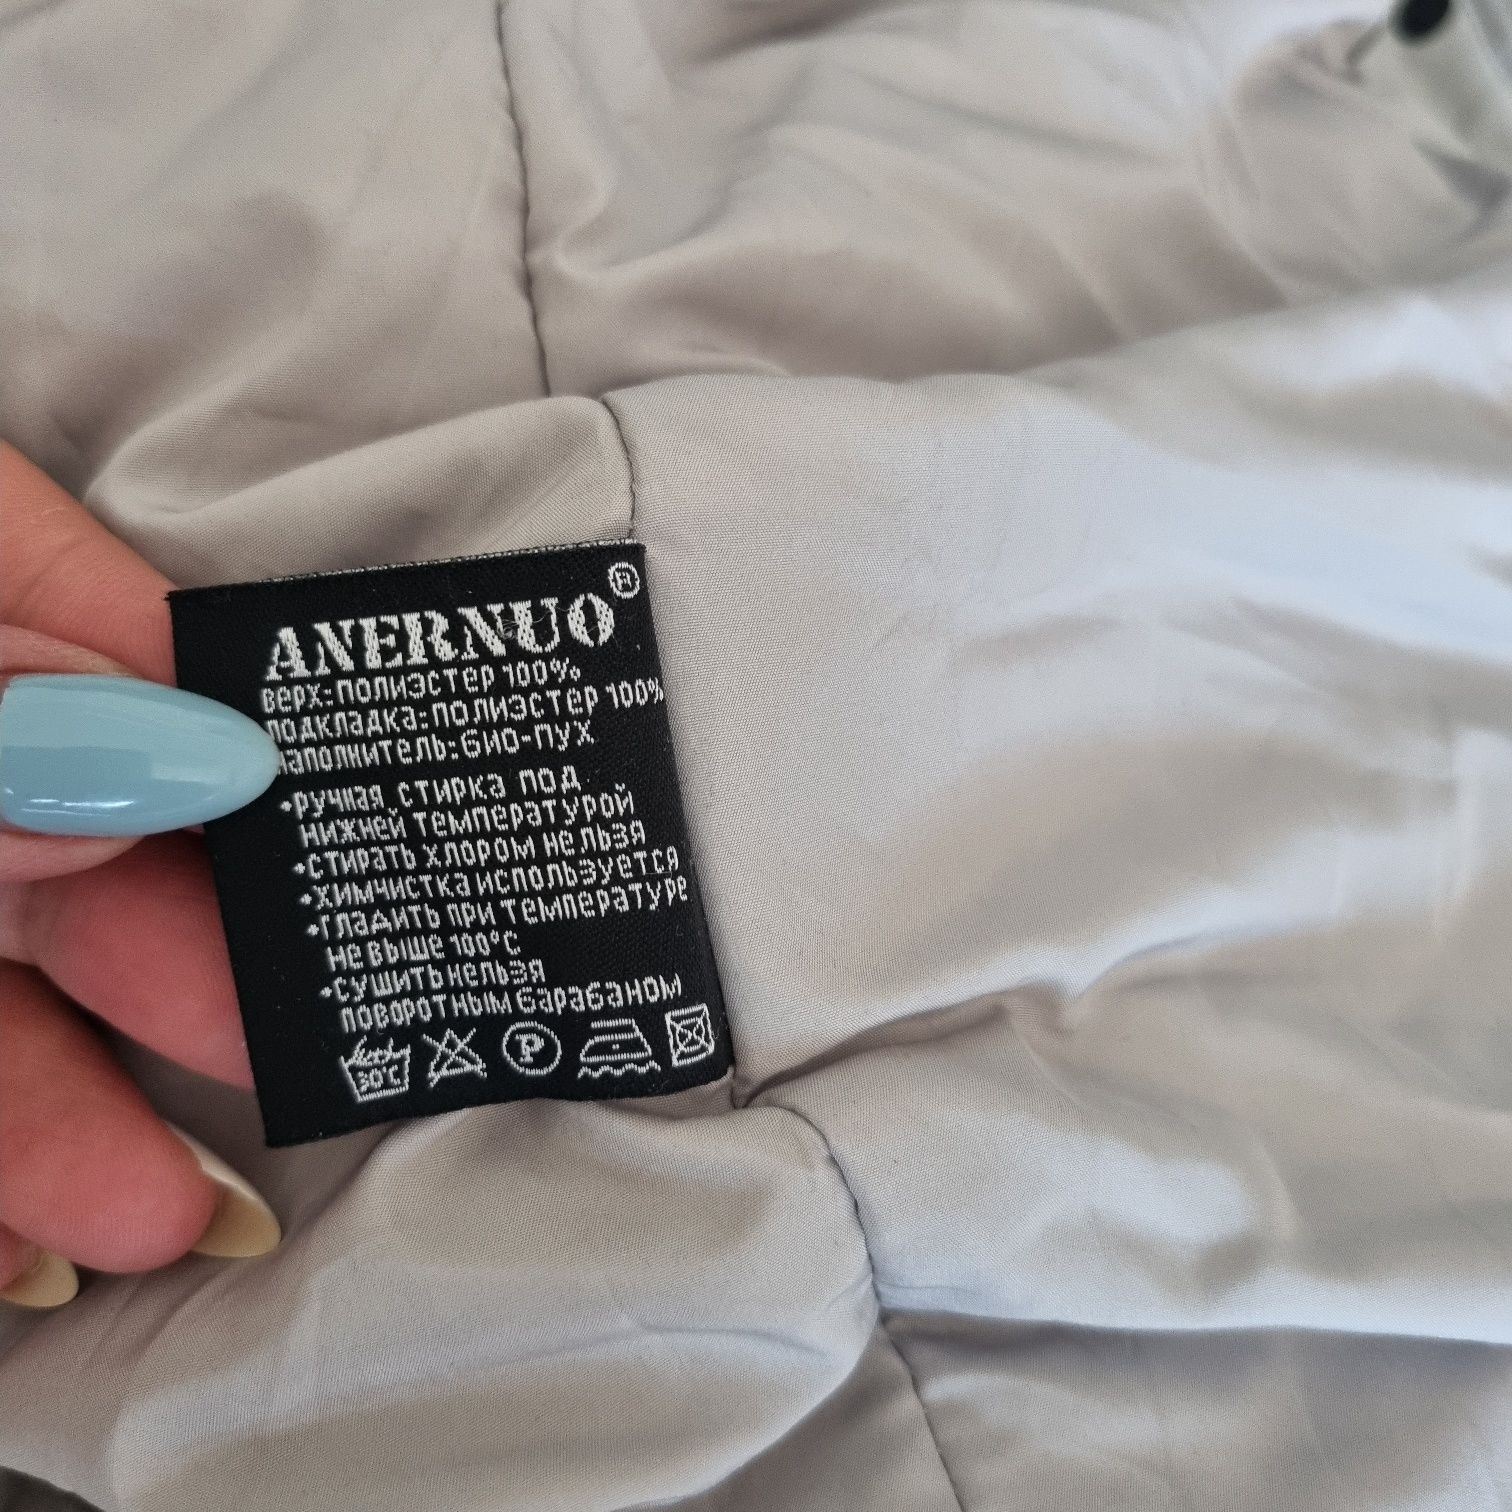 ANERNUO ®
верх:полиэстер 100%
подкладка:полиэстер 100%
наполнитель:био-пух
•ручная стирка под
нижней температурой
•стирать хлором нельзя
•химчистка используется
•гладить при температуре
не выше 100°С
•сушить нельзя
поворотным барабаном
30°С P